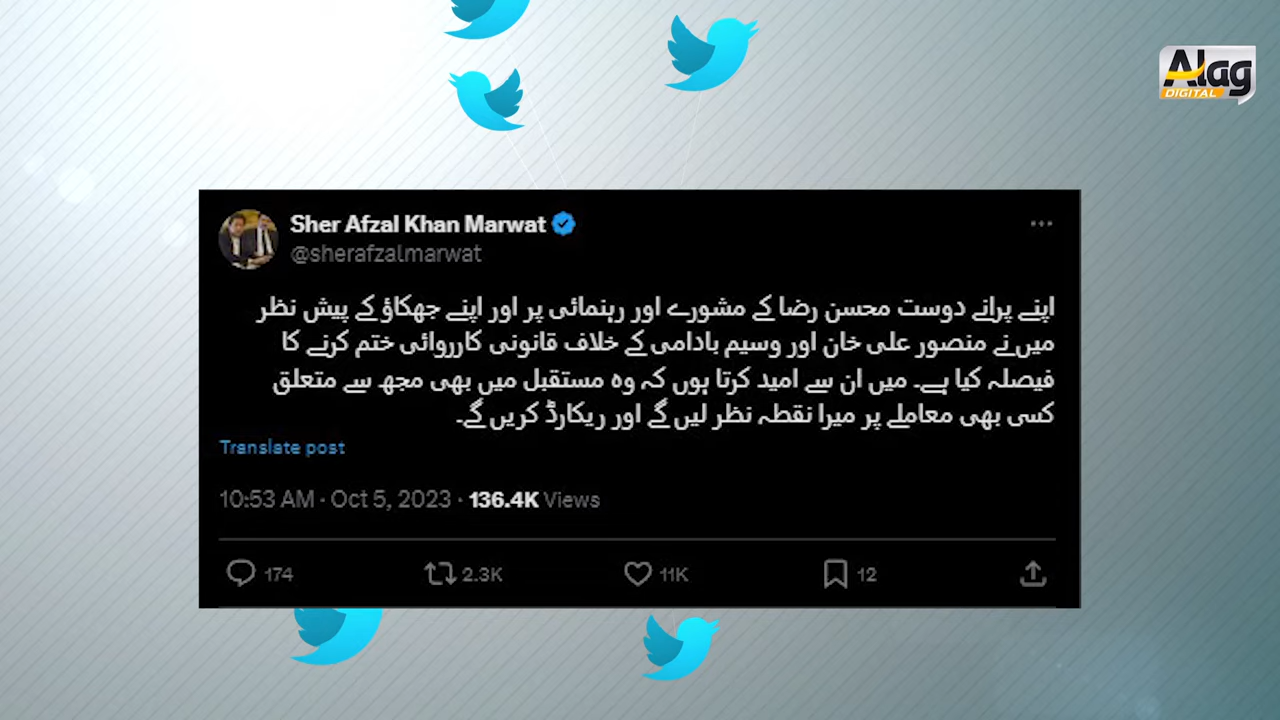 Alag
DIGITAL
Sher Afzal Khan Marwat
@sherafzalmarwat
اپنے پرانے دوست محسن رضا کے مشورے اور رہنمائی پر اور اپنے جھکاؤ کے پیش نظر
میں نے منصور علی خان اور وسیم بادامی کے خلاف قانونی کارروائی ختم کرنے کا
فیصلہ کیا ہے۔ میں ان سے امید کرتا ہوں کہ وہ مستقبل میں بھی مجھ سے متعلق
کسی بھی معاملے پر میرا نقطہ نظر لیں گے اور ریکارڈ کریں گے۔
Translate post
10:53 AM · Oct 5, 2023 · 136.4K Views
174 2.3K 11K 12